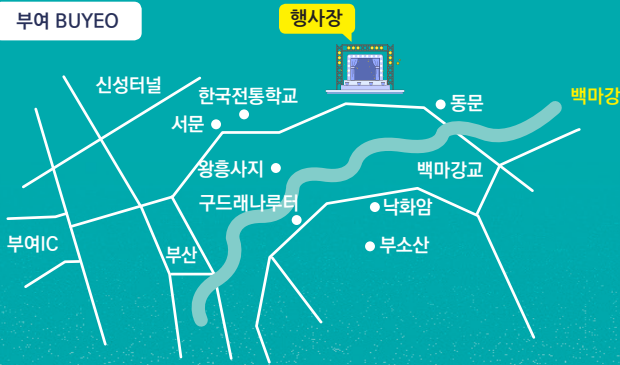 부여 BUYEO
행사장
신성터널
한국전통학교
서문
동문
백마강
왕흥사지
백마강교
구드래나루터
낙화암
부여IC
부산
부소산